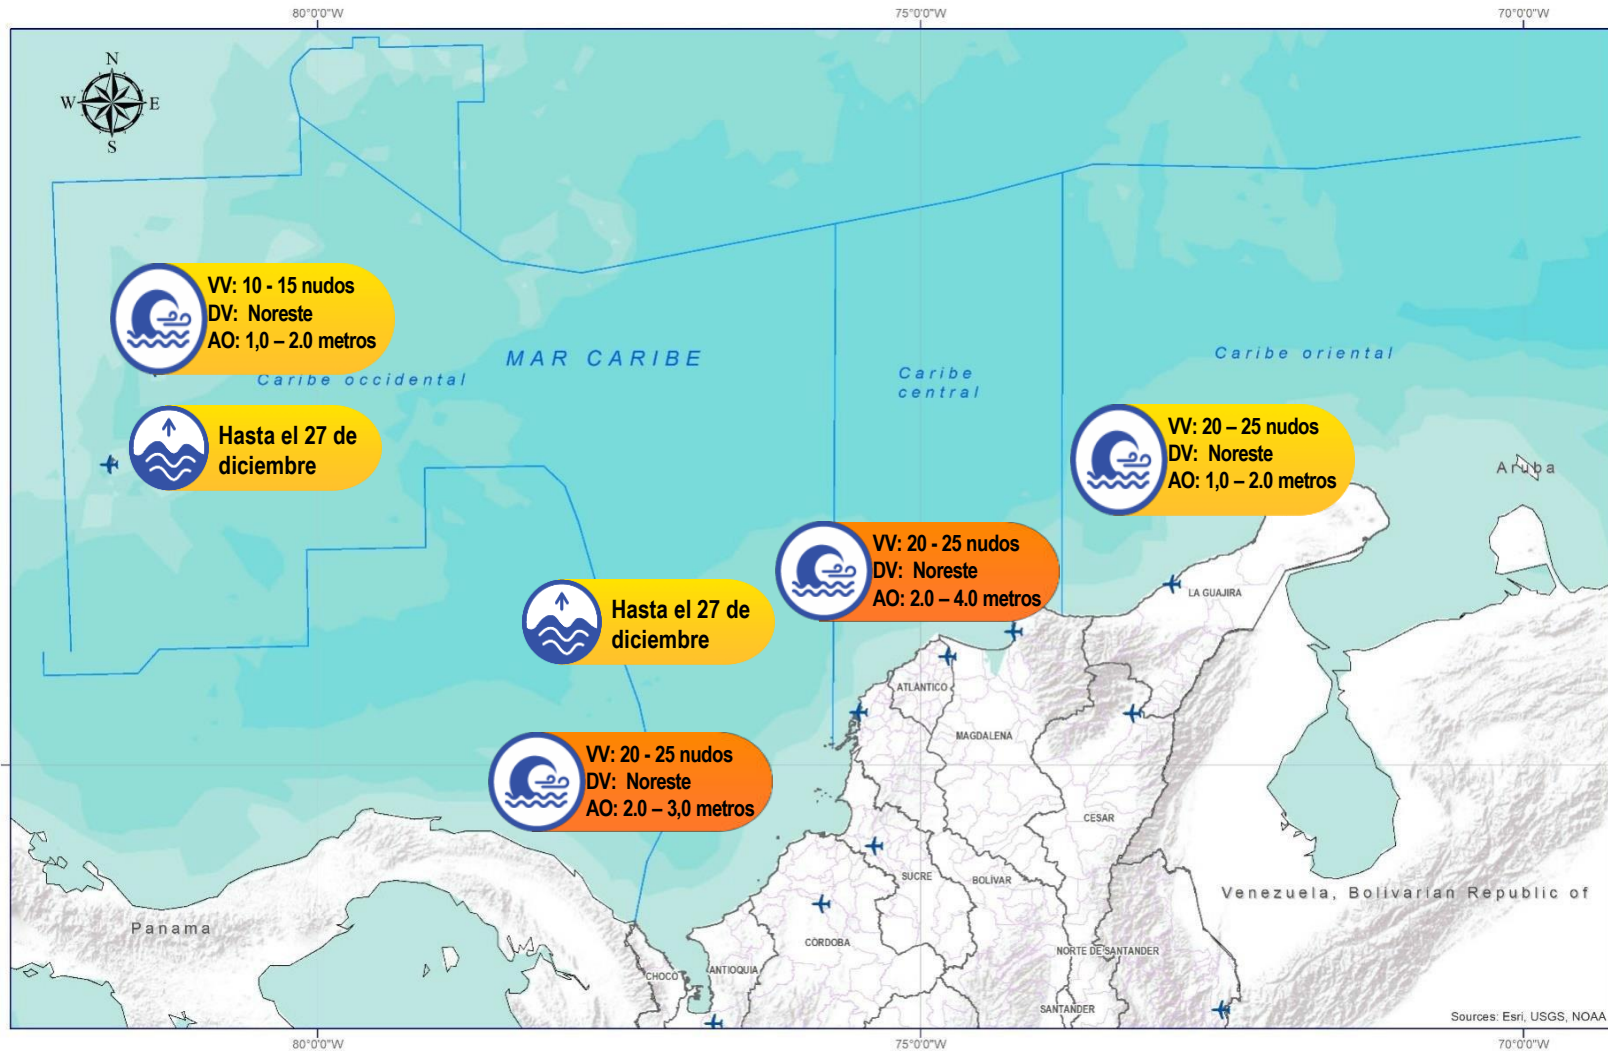 80°0'0"W
75°0'0"W
70°0'0"W
N
W
E
S
VV: 10 - 15 nudos
DV: Noreste
AO: 1,0 – 2.0 metros
MAR CARIBE
Caribe occidental
Caribe
central
Caribe oriental
Hasta el 27 de
diciembre
VV: 20 – 25 nudos
DV: Noreste
AO: 1,0 – 2.0 metros
Aruba
VV: 20 - 25 nudos
DV: Noreste
AO: 2.0 – 4.0 metros
Hasta el 27 de
diciembre
LA GUAJIRA
ATLÁNTICO
MAGDALENA
VV: 20 - 25 nudos
DV: Noreste
AO: 2.0 – 3,0 metros
CESAR
SUCRE
BOLÍVAR
Venezuela, Bolivarian Republic of
Panama
CÓRDOBA
NORTE DE SANTANDER
CHOCÓ
ANTIOQUIA
SANTANDER
Sources: Esri, USGS, NOAA
80°0'0"W
75°0'0"W
70°0'0"W